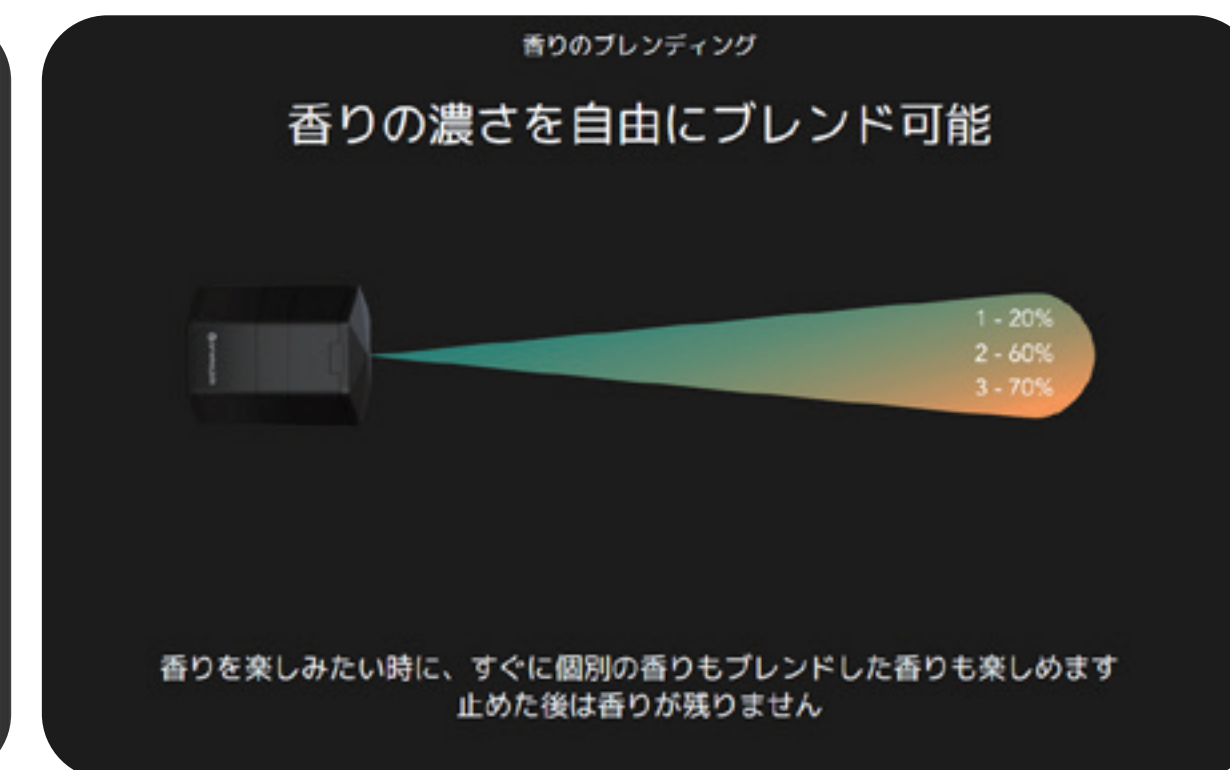 香りのブレンディング
香りの濃さを自由にブレンド可能
1 - 20%
2 - 60%
3 - 70%
香りを楽しみたい時に、すぐに個別の香りもブレンドした香りも楽しめます
止めた後は香りが残りません